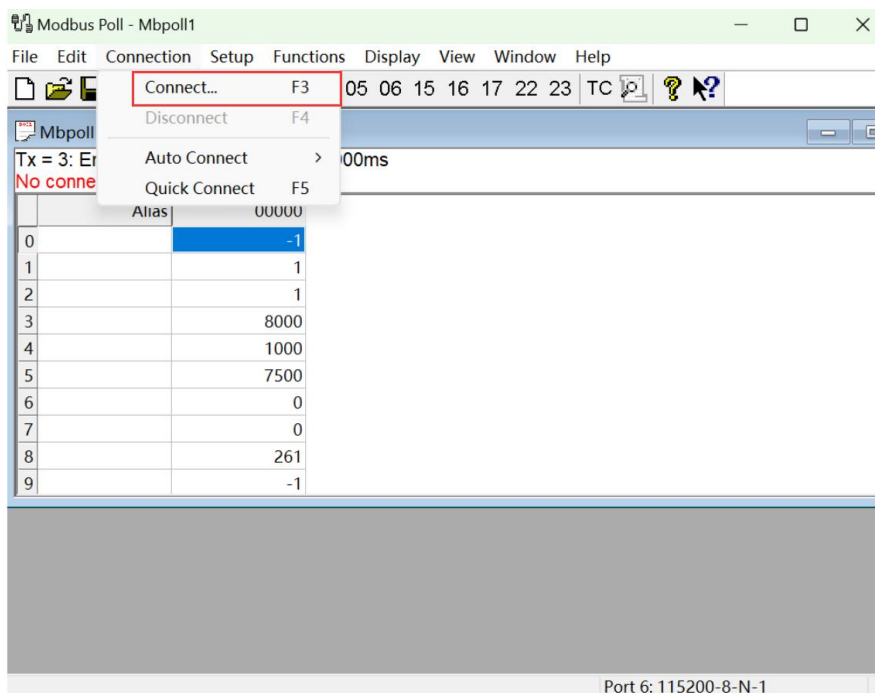 Modbus Poll - Mbpoll1
File Edit Connection Setup Functions Display View Window Help
Connect... F3 05 06 15 16 17 22 23 TC
Disconnect F4
Mbpoll
Auto Connect > 00ms
Tx = 3: Er
No conne
Quick Connect F5
Alias 00000
0 -1
1 1
2 1
3 8000
4 1000
5 7500
6 0
7 0
8 261
9 -1
Port 6: 115200-8-N-1